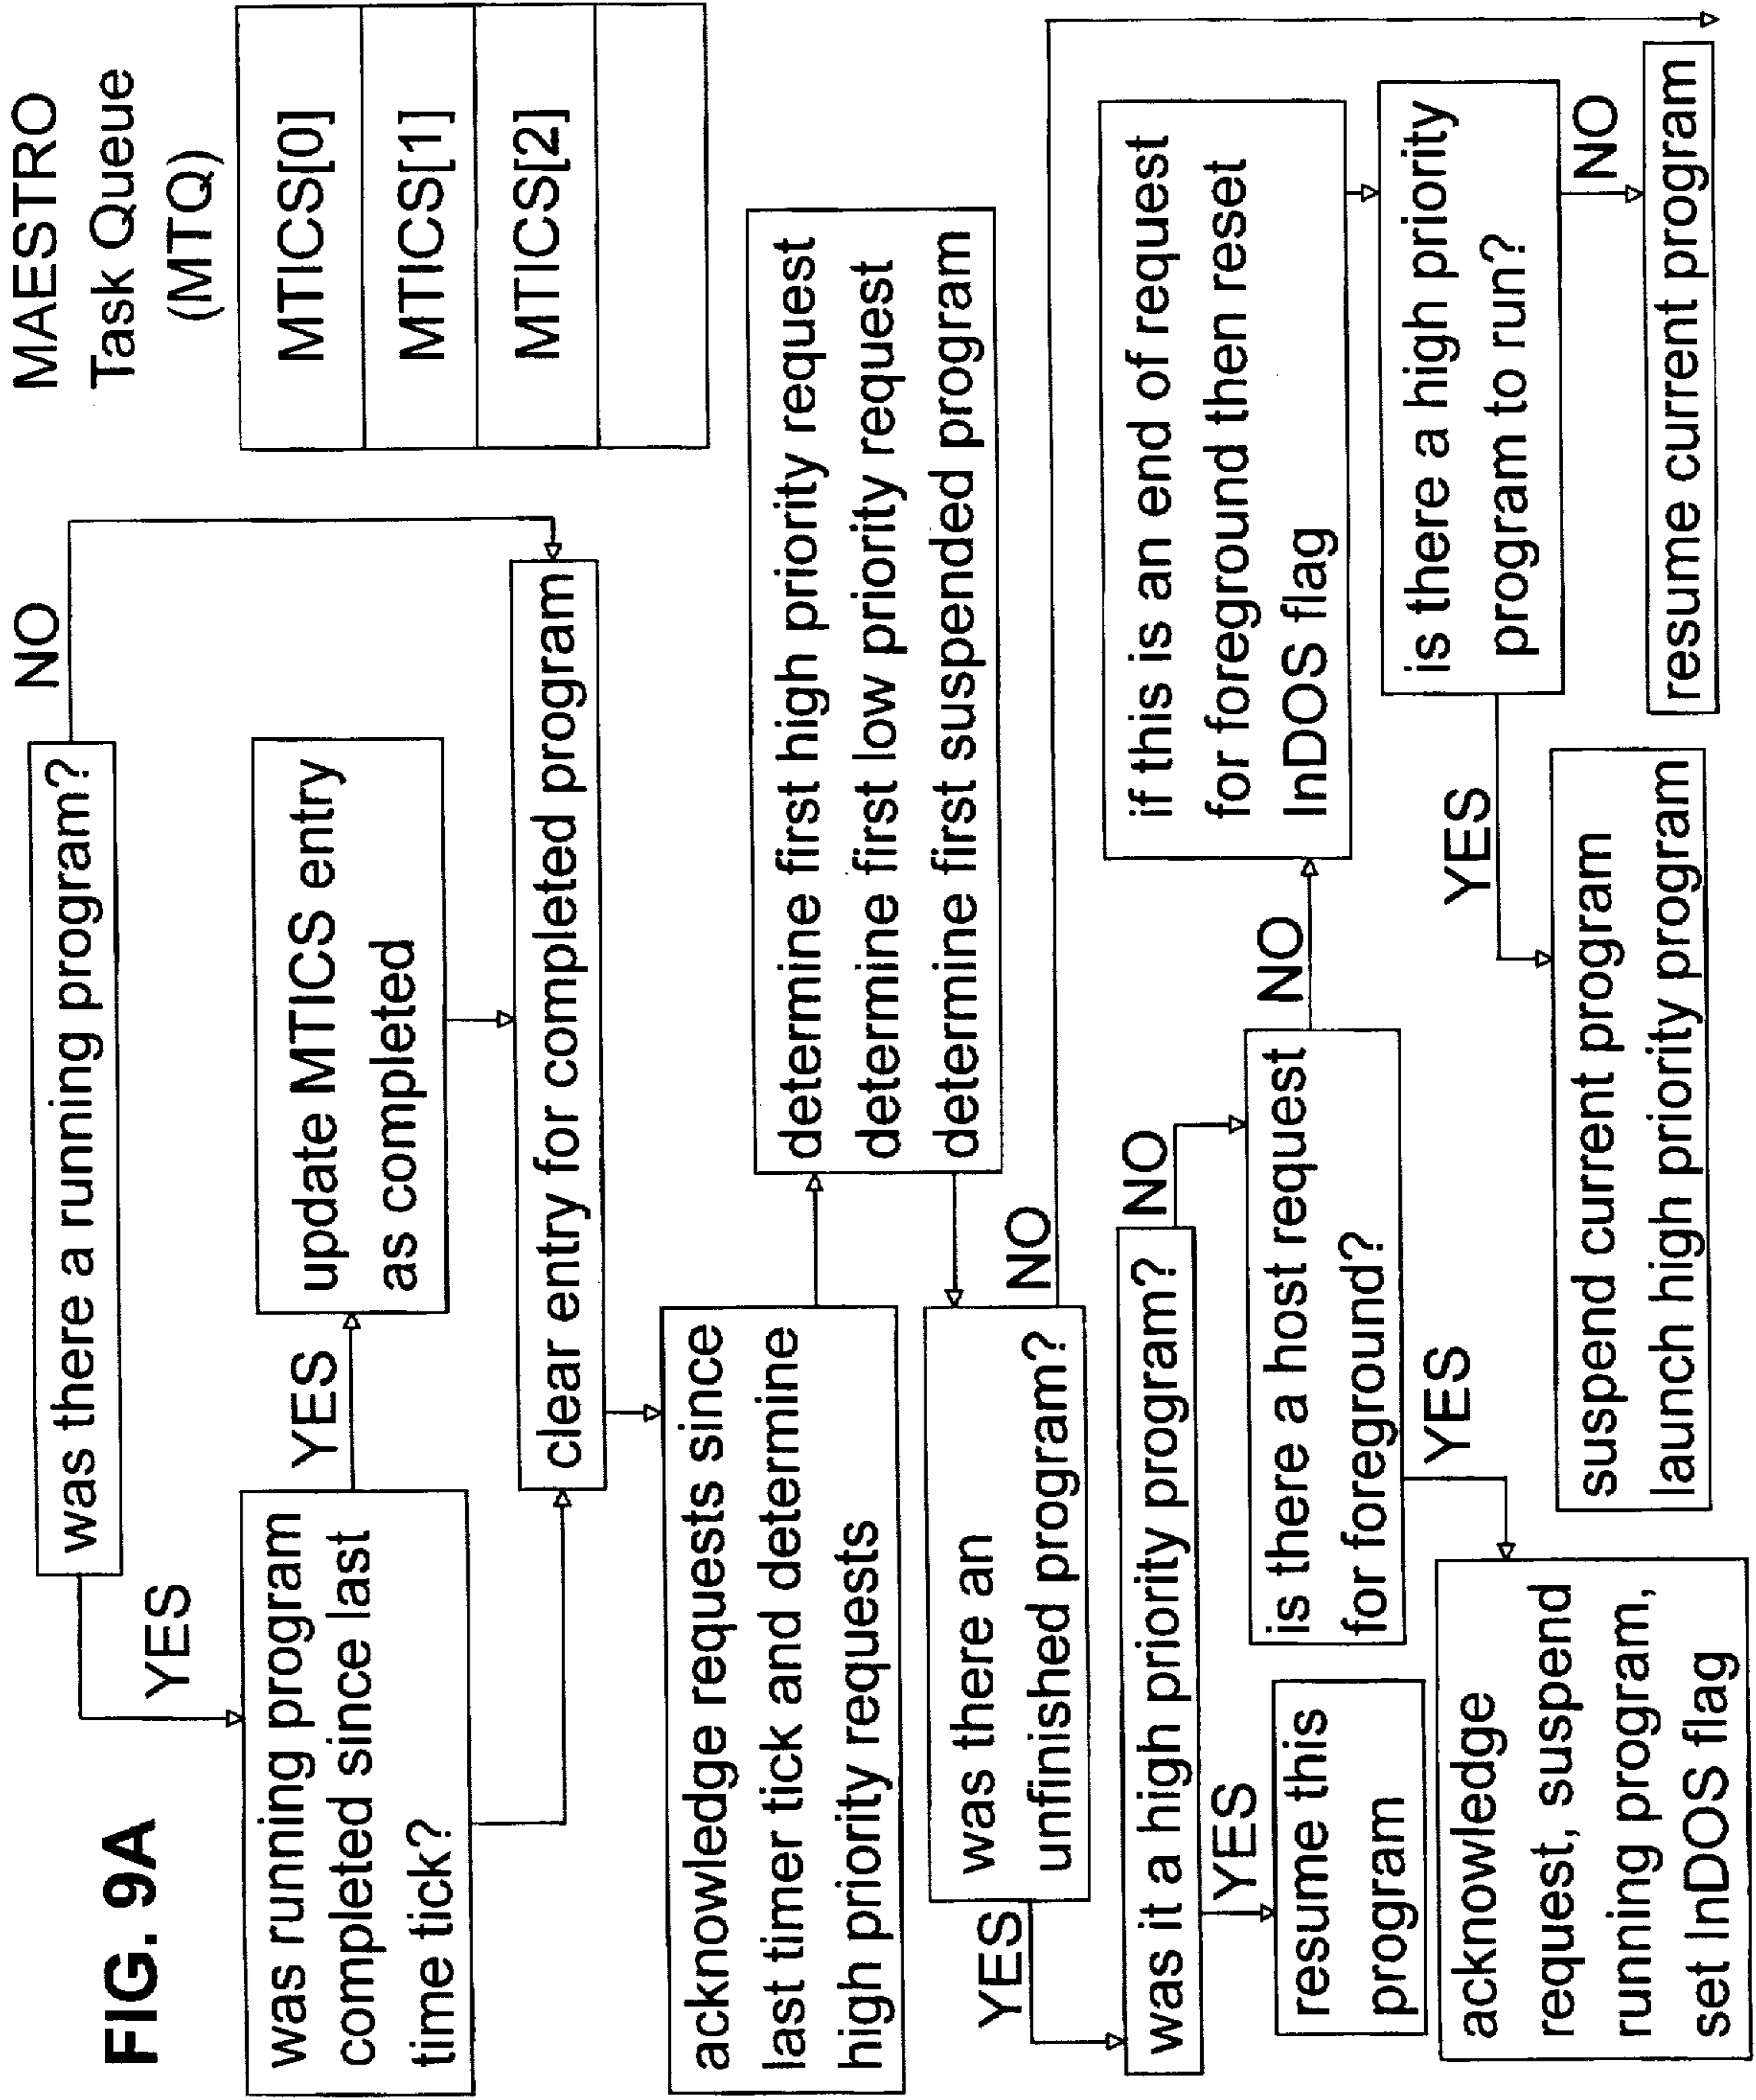 FIG. 9A
MAESTRO
Task Queue
(MTQ)
MTICS[0]
MTICS[1]
MTICS[2]
was there a running program?
NO
YES
was running program
completed since last
time tick?
YES
update MTICS entry
as completed
clear entry for completed program
acknowledge requests since
last timer tick and determine
high priority requests
determine first high priority request
determine first low priority request
determine first suspended program
was there an
unfinished program?
NO
YES
was it a high priority program?
NO
YES
resume this
program
is there a host request
for foreground?
NO
YES
acknowledge
request, suspend
running program,
set InDOS flag
if this is an end of request
for foreground then reset
InDOS flag
is there a high priority
program to run?
YES
NO
suspend current program
launch high priority program
resume current program